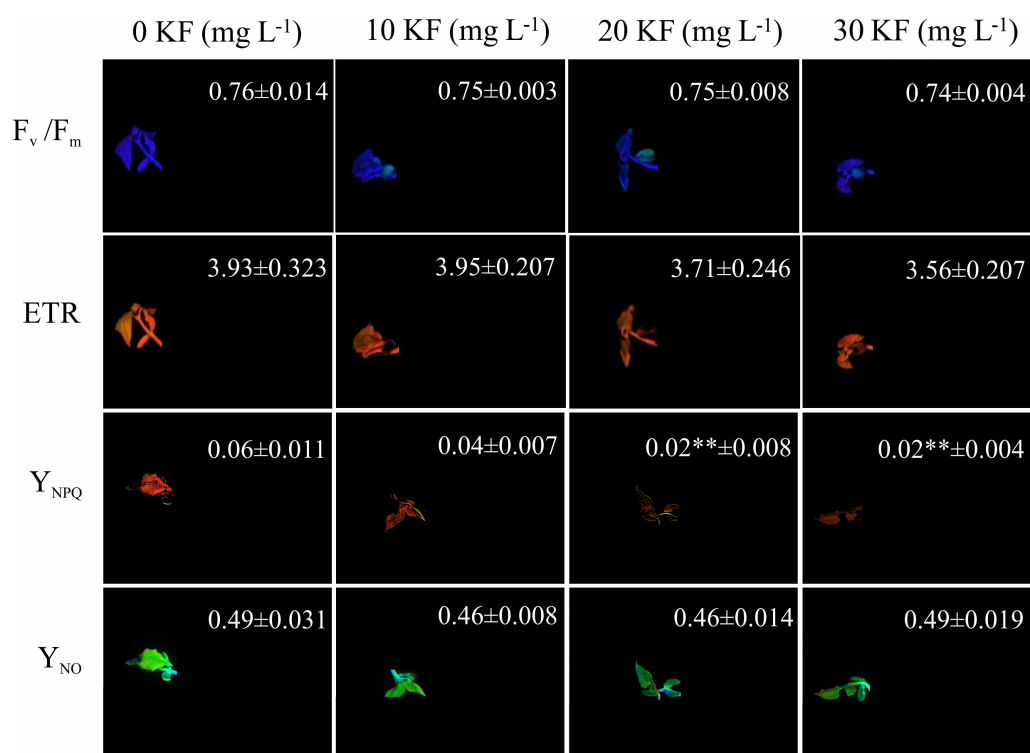 0 KF (mg L-1) 10 KF (mg L-1) 20 KF (mg L-1) 30 KF (mg L-1)
Fv /Fm 0.76±0.014 0.75±0.003 0.75±0.008 0.74±0.004
ETR 3.93±0.323 3.95±0.207 3.71±0.246 3.56±0.207
YNPQ 0.06±0.011 0.04±0.007 0.02**±0.008 0.02**±0.004
YNO 0.49±0.031 0.46±0.008 0.46±0.014 0.49±0.019